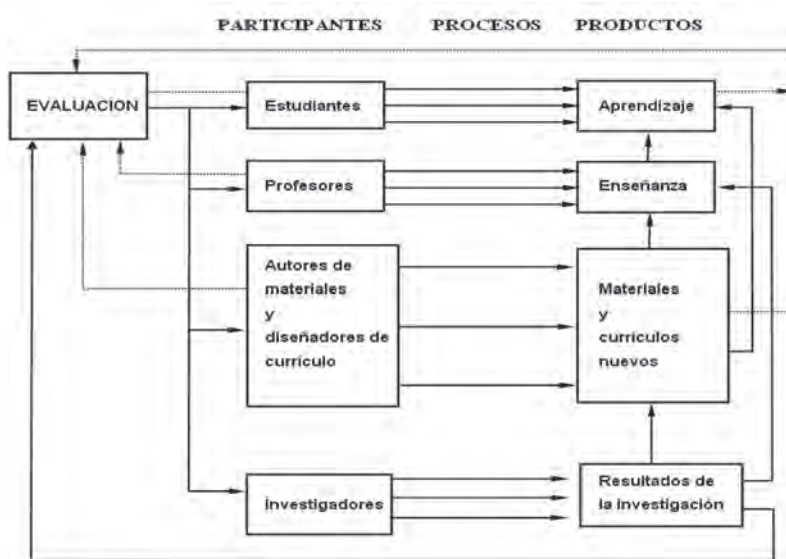 PARTICIPANTES PROCESOS PRODUCTOS
EVALUACION
Estudiantes
Aprendizaje
Profesores
Enseñanza
Autores de
materiales
y
diseñadores de
currículo
Materiales
y
currículos
nuevos
Investigadores
Resultados de
la investigación